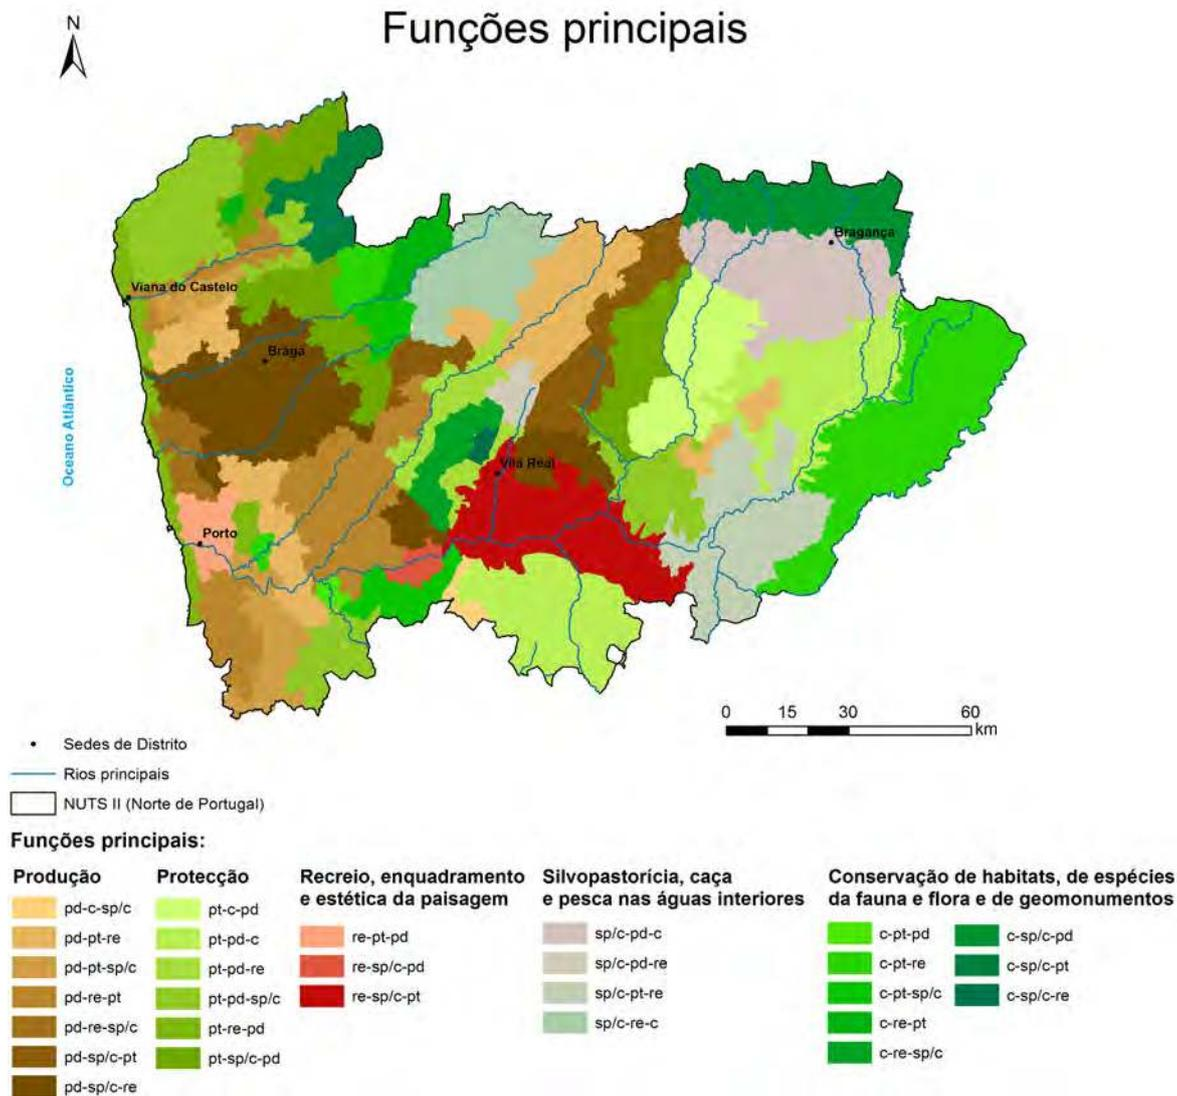 Funções principais
N
Bragança
Viana do Castelo
Braga
Oceano Atlântico
Vila Real
Porto
0 15 30 60
km
Sedes de Distrito
Rios principais
NUTS II (Norte de Portugal)
Funções principais:
Produção
pd-c-sp/c
pd-pt-re
pd-pt-sp/c
pd-re-pt
pd-re-sp/c
pd-sp/c-pt
pd-sp/c-re
Protecção
pt-c-pd
pt-pd-c
pt-pd-re
pt-pd-sp/c
pt-re-pd
pt-sp/c-pd
Recreio, enquadramento
e estética da paisagem
re-pt-pd
re-sp/c-pd
re-sp/c-pt
Silvopastorícia, caça
e pesca nas águas interiores
sp/c-pd-c
sp/c-pd-re
sp/c-pt-re
sp/c-re-c
Conservação de habitats, de espécies
da fauna e flora e de geomonumentos
c-pt-pd
c-pt-re
c-pt-sp/c
c-re-pt
c-re-sp/c
c-sp/c-pd
c-sp/c-pt
c-sp/c-re